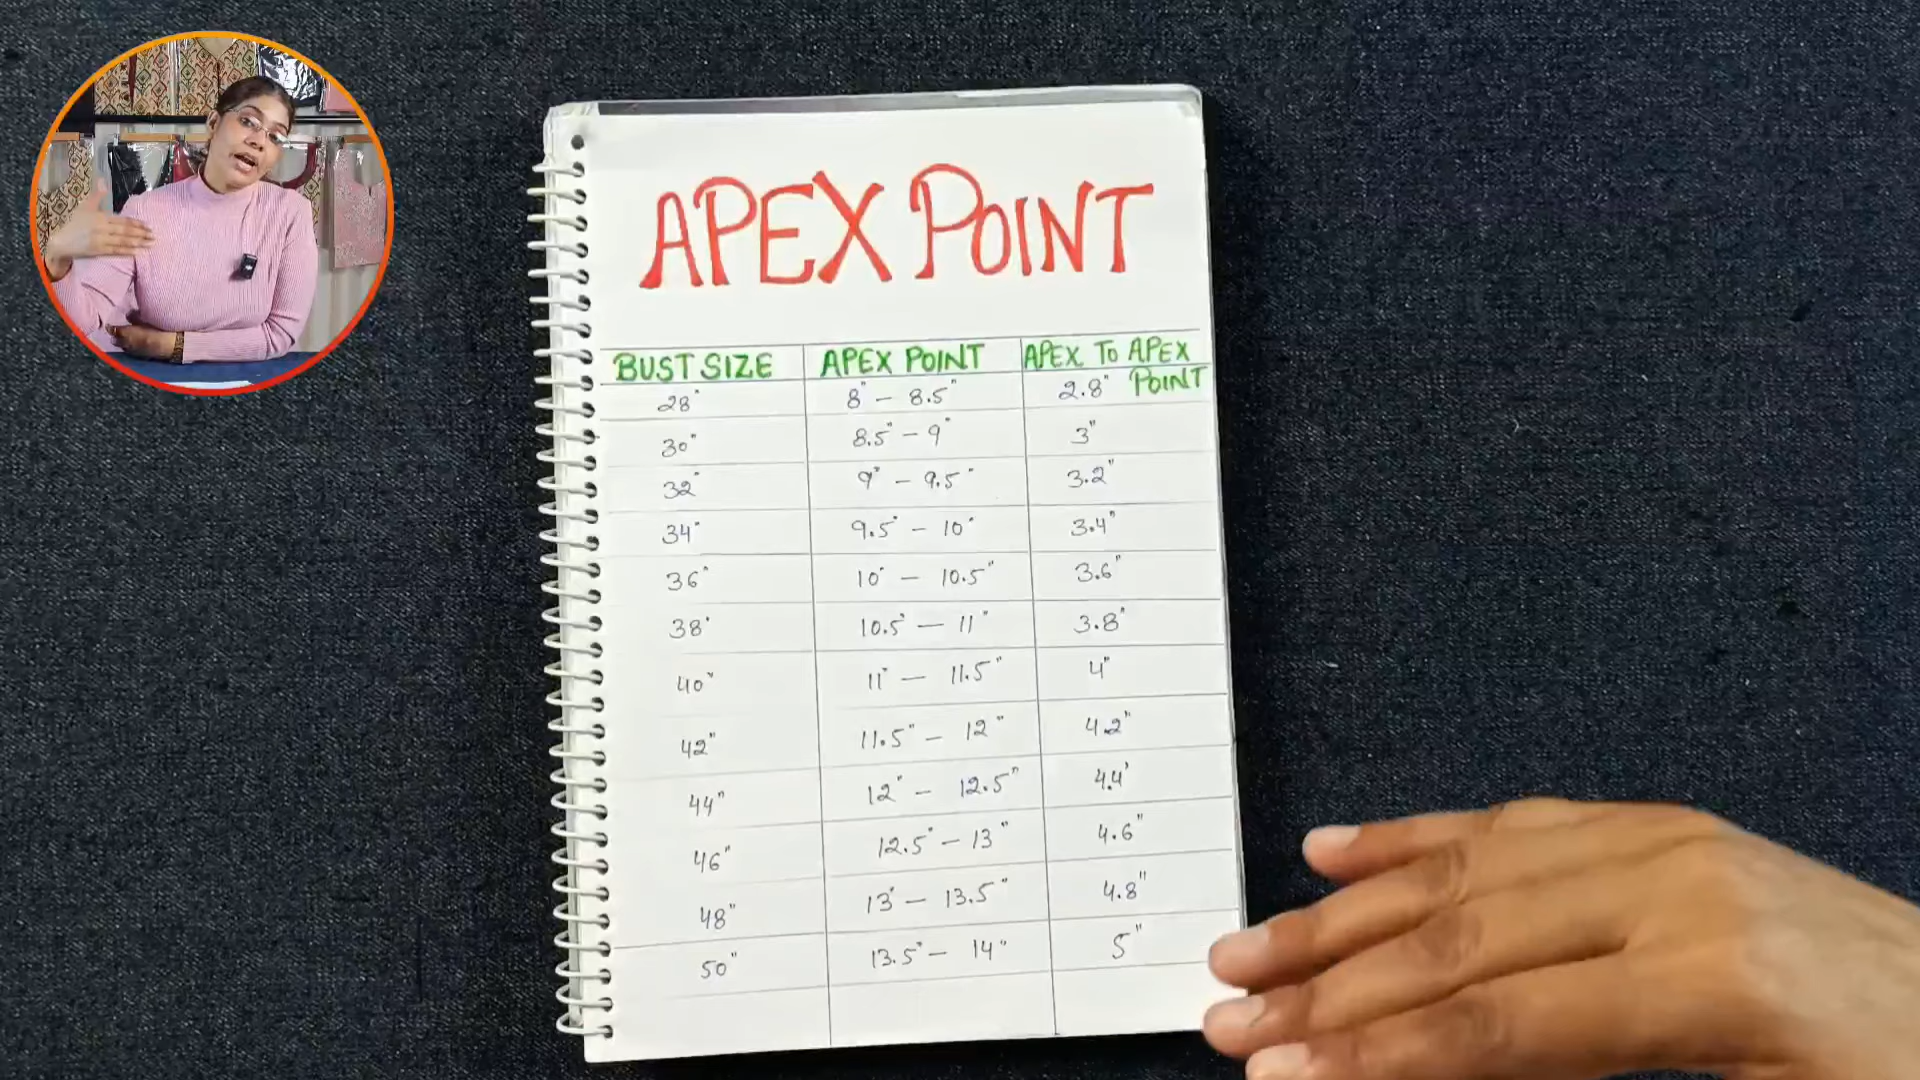 APEX POINT
BUST SIZE APEX POINT APEX TO APEX POINT
28" 8" - 8.5" 2.8"
30" 8.5" - 9" 3"
32" 9" - 9.5" 3.2"
34" 9.5" - 10" 3.4"
36" 10" - 10.5" 3.6"
38" 10.5" - 11" 3.8"
40" 11" - 11.5" 4"
42" 11.5" - 12" 4.2"
44" 12" - 12.5" 4.4'
46" 12.5" - 13" 4.6"
48" 13" - 13.5" 4.8"
50" 13.5" - 14" 5"